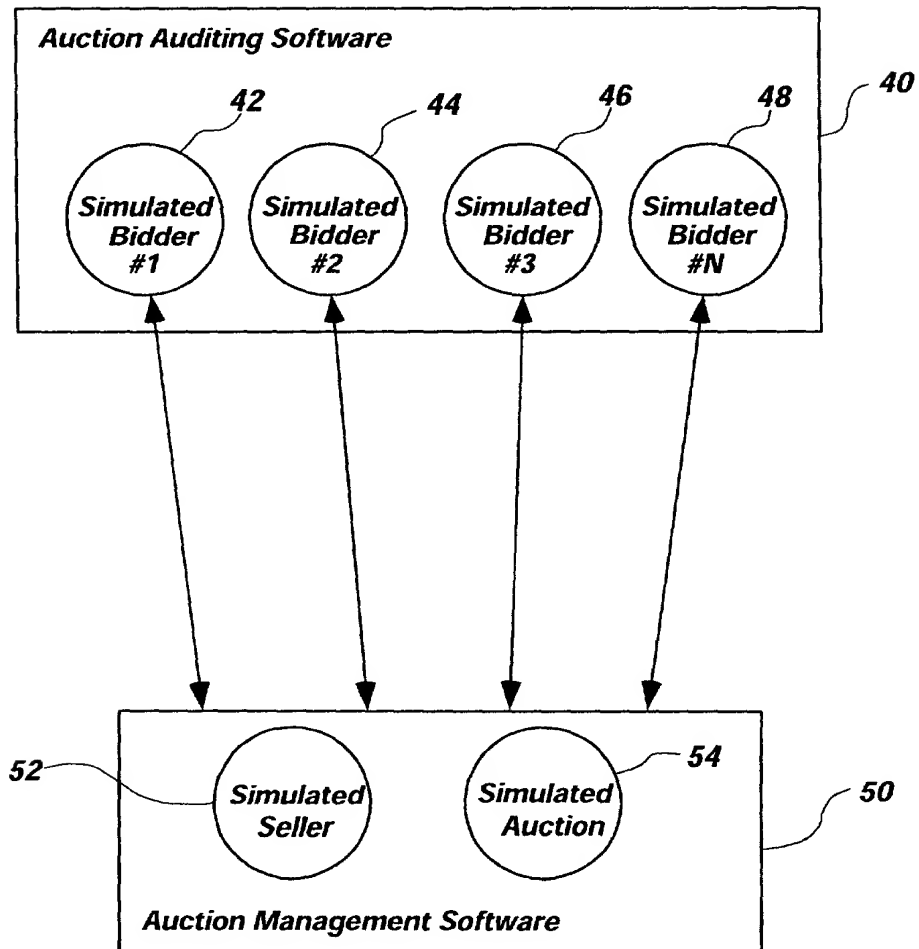 Auction Auditing Software
42
44
46
48
40
Simulated
Bidder
#1
Simulated
Bidder
#2
Simulated
Bidder
#3
Simulated
Bidder
#N
52
54
50
Simulated
Seller
Simulated
Auction
Auction Management Software